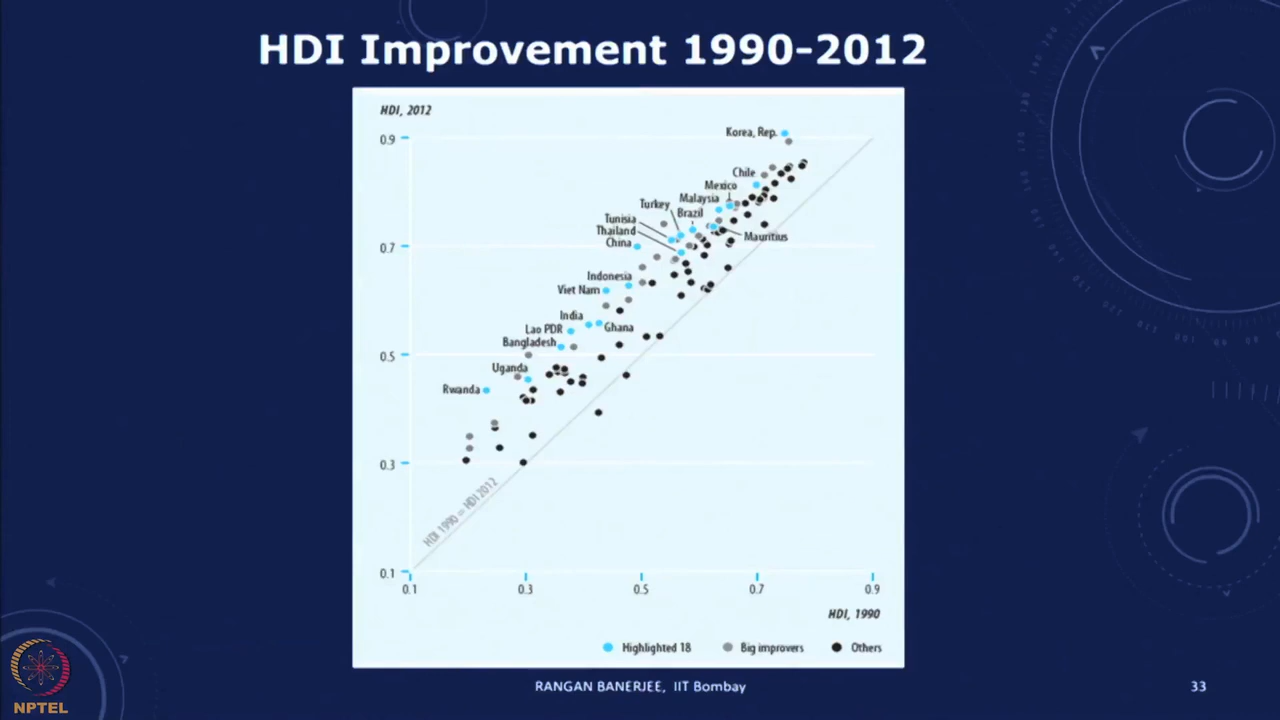 HDI Improvement 1990-2012
HDI, 2012
0.9
0.7
0.5
0.3
0.1
Korea, Rep.
Chile
Mexico
Malaysia
Turkey
Brazil
Tunisia
Thailand
China
Mauritius
Indonesia
Viet Nam
India
Lao PDR
Ghana
Bangladesh
Uganda
Rwanda
HDI 1990 = HDI 2012
0.1
0.3
0.5
0.7
0.9
HDI, 1990
Highlighted 18
Big improvers
Others
NPTEL
RANGAN BANERJEE, IIT Bombay
33